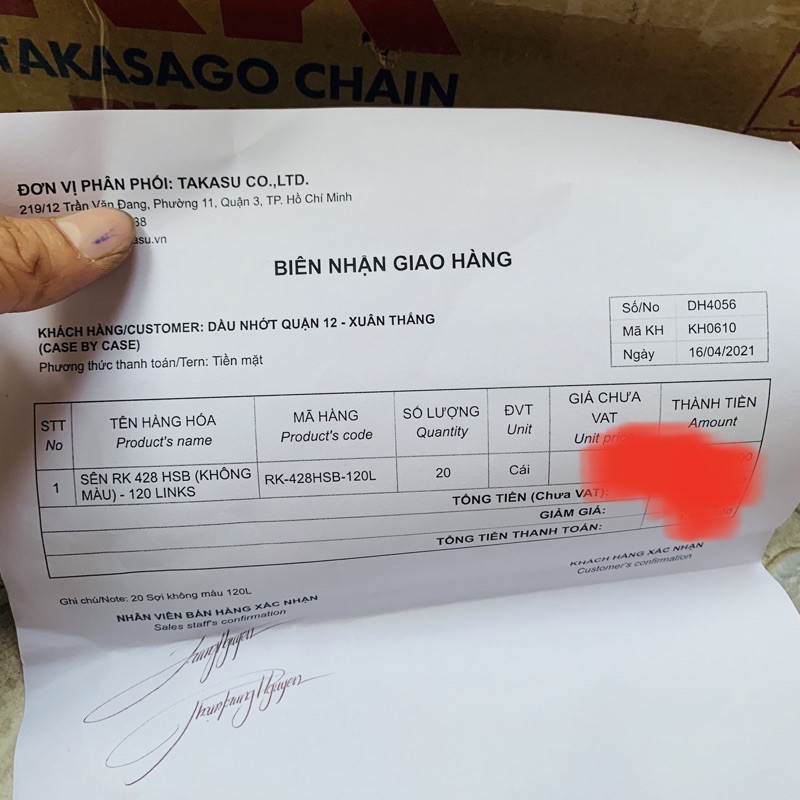 TAKASAGO CHAIN
ĐƠN VỊ PHÂN PHỐI: TAKASU CO.,LTD.
219/12 Trần Văn Đang, Phường 11, Quận 3, TP. Hồ Chí Minh
38
asu.vn
BIÊN NHẬN GIAO HÀNG
Số/No DH4056
Mã KH KH0610
Ngày 16/04/2021
KHÁCH HÀNG/CUSTOMER: DẦU NHỚT QUẬN 12 - XUÂN THẮNG
(CASE BY CASE)
Phương thức thanh toán/Tern: Tiền mặt
STT No TÊN HÀNG HÓA Product's name MÃ HÀNG Product's code SỐ LƯỢNG Quantity ĐVT Unit GIÁ CHƯA VAT Unit price THÀNH TIỀN Amount
1 SÊN RK 428 HSB (KHÔNG MÀU) - 120 LINKS RK-428HSB-120L 20 Cái
TỔNG TIỀN (Chưa VAT):
GIẢM GIÁ:
TỔNG TIỀN THANH TOÁN:
Ghi chú/Note: 20 Sợi không màu 120L
NHÂN VIÊN BÁN HÀNG XÁC NHẬN
Sales staff's confirmation
KHÁCH HÀNG XÁC NHẬN
Customer's confirmation